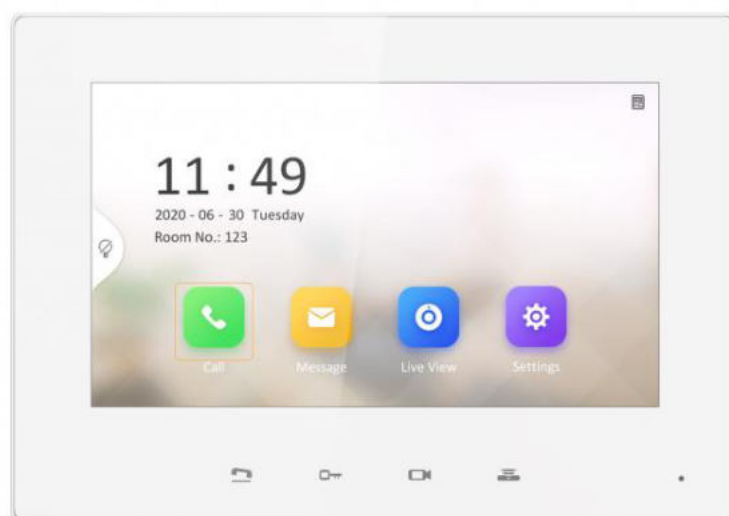 11 : 49
2020 - 06 - 30 Tuesday
Room No.: 123
Call
Message
Live View
Settings